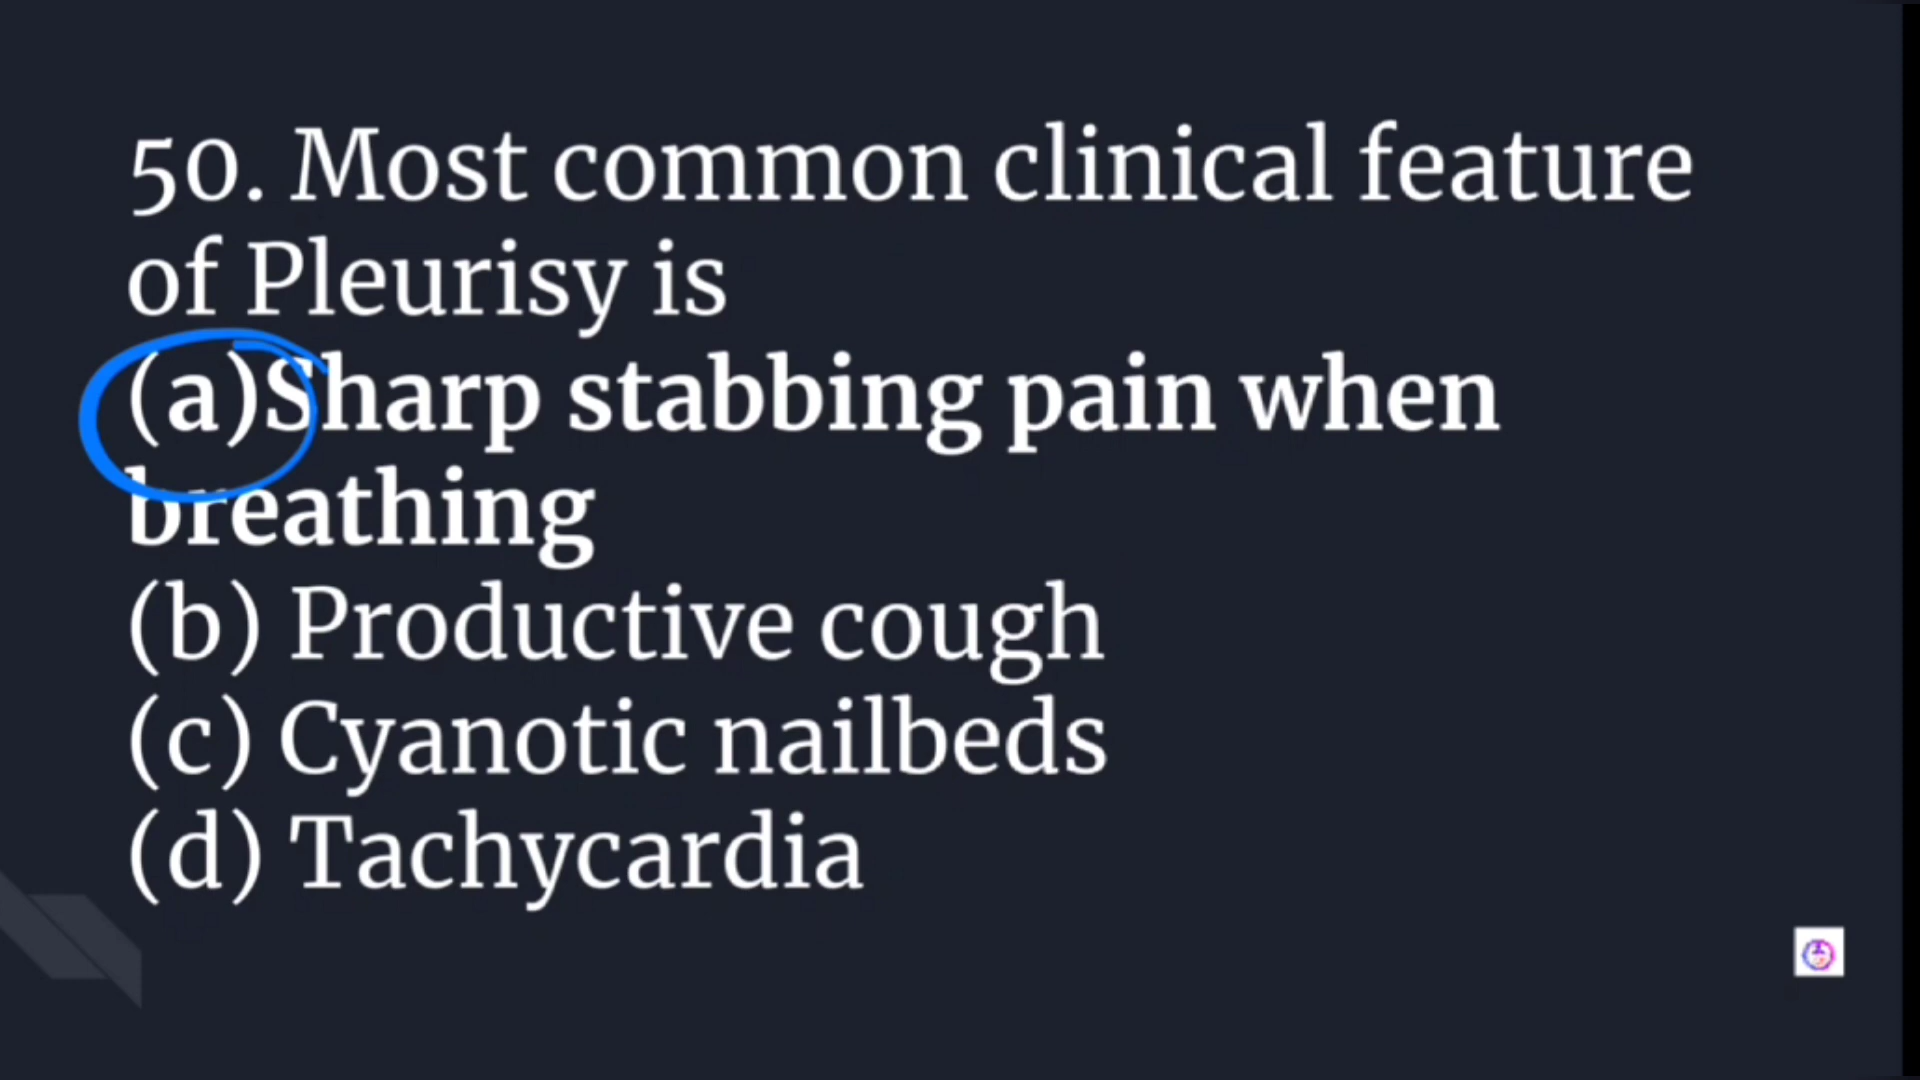 50. Most common clinical feature
of Pleurisy is
(a)Sharp stabbing pain when
breathing
(b) Productive cough
(c) Cyanotic nailbeds
(d) Tachycardia